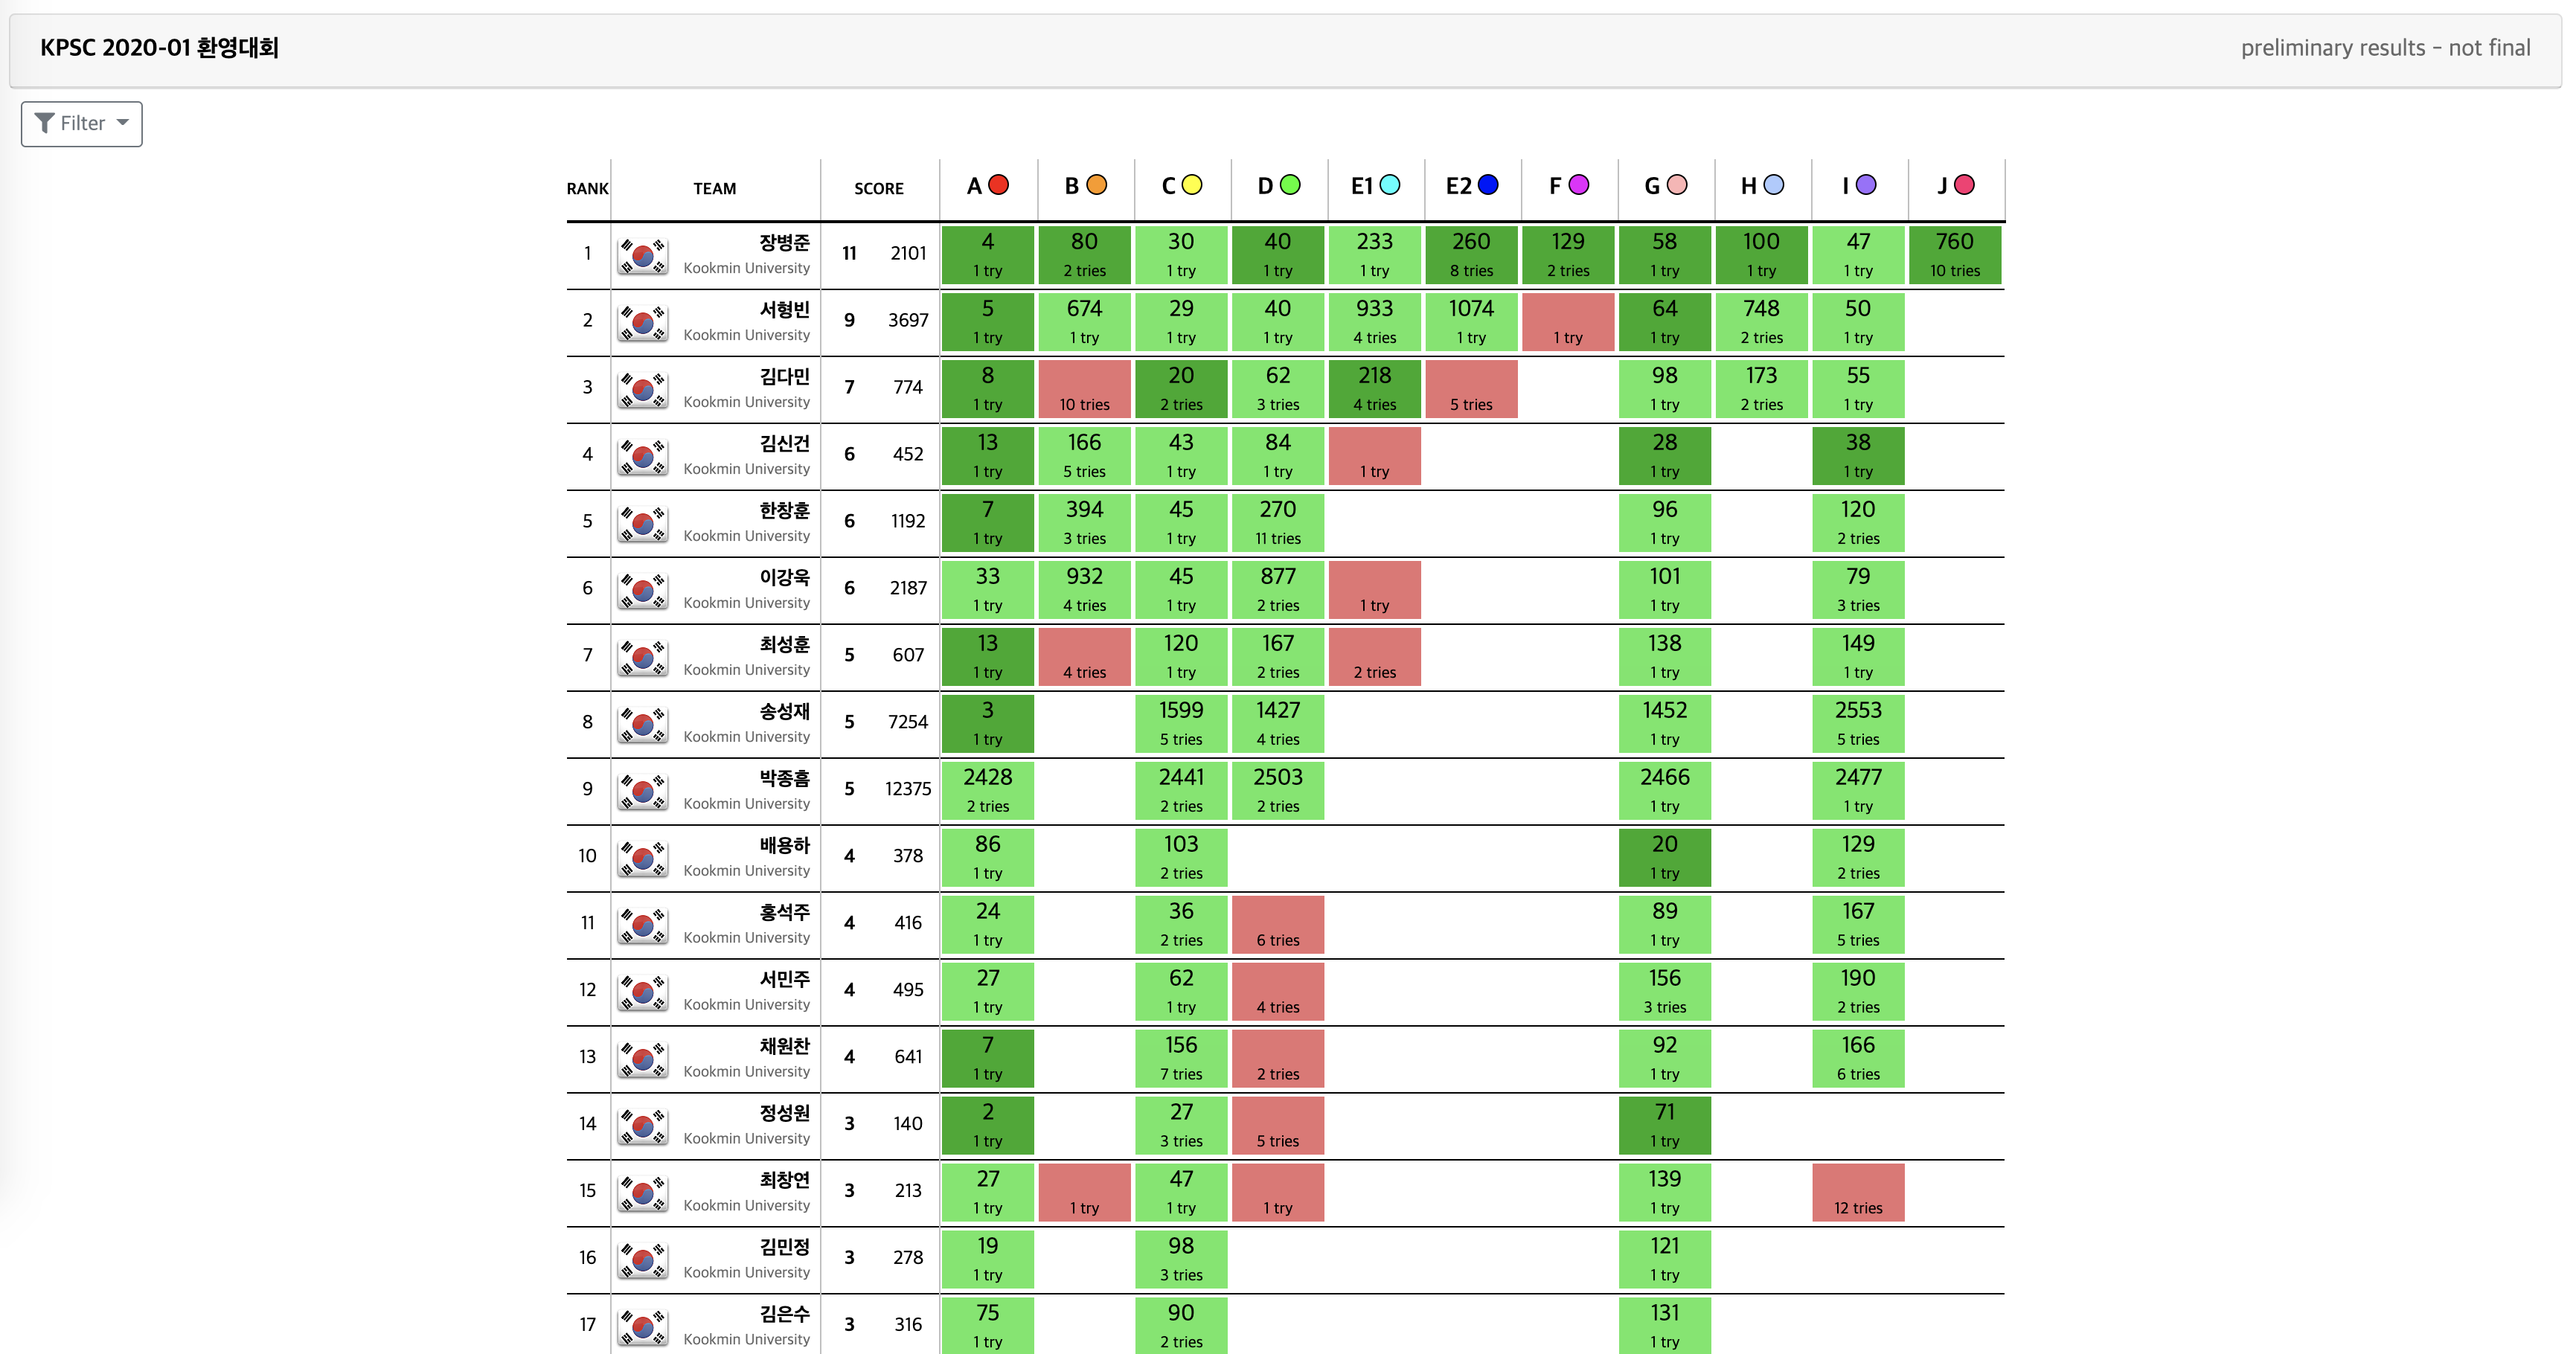 KPSC 2020-01 환영대회
preliminary results - not final
Filter
RANK TEAM SCORE A B C D E1 E2 F G H I J
1 장병준 11 2101 4 80 30 40 233 260 129 58 100 47 760
Kookmin University 1 try 2 tries 1 try 1 try 1 try 8 tries 2 tries 1 try 1 try 1 try 10 tries
2 서형빈 9 3697 5 674 29 40 933 1074 64 748 50
Kookmin University 1 try 1 try 1 try 1 try 4 tries 1 try 1 try 1 try 2 tries 1 try
3 김다민 7 774 8 20 62 218 98 173 55
Kookmin University 1 try 10 tries 2 tries 3 tries 4 tries 5 tries 1 try 2 tries 1 try
4 김신건 6 452 13 166 43 84 28 38
Kookmin University 1 try 5 tries 1 try 1 try 1 try 1 try 1 try
5 한창훈 6 1192 7 394 45 270 96 120
Kookmin University 1 try 3 tries 1 try 11 tries 1 try 2 tries
6 이강욱 6 2187 33 932 45 877 101 79
Kookmin University 1 try 4 tries 1 try 2 tries 1 try 1 try 3 tries
7 최성훈 5 607 13 120 167 138 149
Kookmin University 1 try 4 tries 1 try 2 tries 2 tries 1 try 1 try
8 송성재 5 7254 3 1599 1427 1452 2553
Kookmin University 1 try 5 tries 4 tries 1 try 5 tries
9 박종흠 5 12375 2428 2441 2503 2466 2477
Kookmin University 2 tries 2 tries 2 tries 1 try 1 try
10 배용하 4 378 86 103 20 129
Kookmin University 1 try 2 tries 1 try 2 tries
11 홍석주 4 416 24 36 89 167
Kookmin University 1 try 2 tries 6 tries 1 try 5 tries
12 서민주 4 495 27 62 156 190
Kookmin University 1 try 1 try 4 tries 3 tries 2 tries
13 채원찬 4 641 7 156 92 166
Kookmin University 1 try 7 tries 2 tries 1 try 6 tries
14 정성원 3 140 2 27 71
Kookmin University 1 try 3 tries 5 tries 1 try
15 최창연 3 213 27 47 139
Kookmin University 1 try 1 try 1 try 1 try 1 try 12 tries
16 김민정 3 278 19 98 121
Kookmin University 1 try 3 tries 1 try
17 김은수 3 316 75 90 131
Kookmin University 1 try 2 tries 1 try